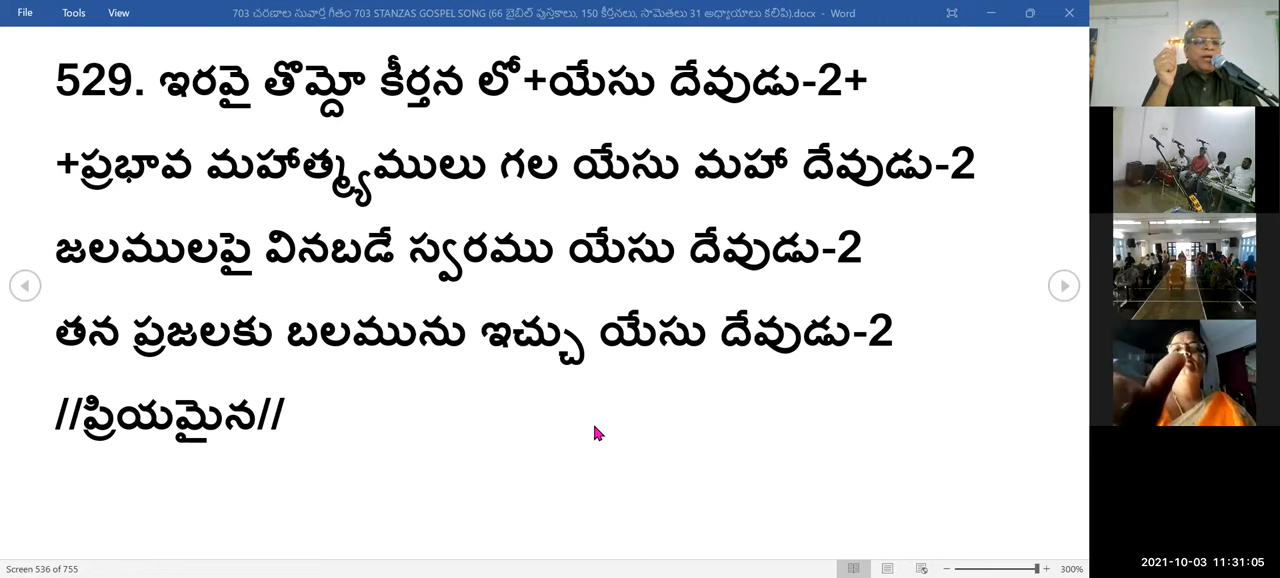 File Tools View 703 చరణాల సువార్త గీతం 703 STANZAS GOSPEL SONG (66 బైబిల్ పుస్తకాలు, 150 కీర్తనలు, సామెతలు 31 అధ్యాయాలు కలిపి).docx - Word
529. ఇరవై తొమ్దో కీర్తన లో+యేసు దేవుడు-2+
+ప్రభావ మహాత్మ్యములు గల యేసు మహా దేవుడు-2
జలములపై వినబడే స్వరము యేసు దేవుడు-2
తన ప్రజలకు బలమును ఇచ్చు యేసు దేవుడు-2
//ప్రియమైన//
2021-10-03 11:31:05
Screen 536 of 755 300%